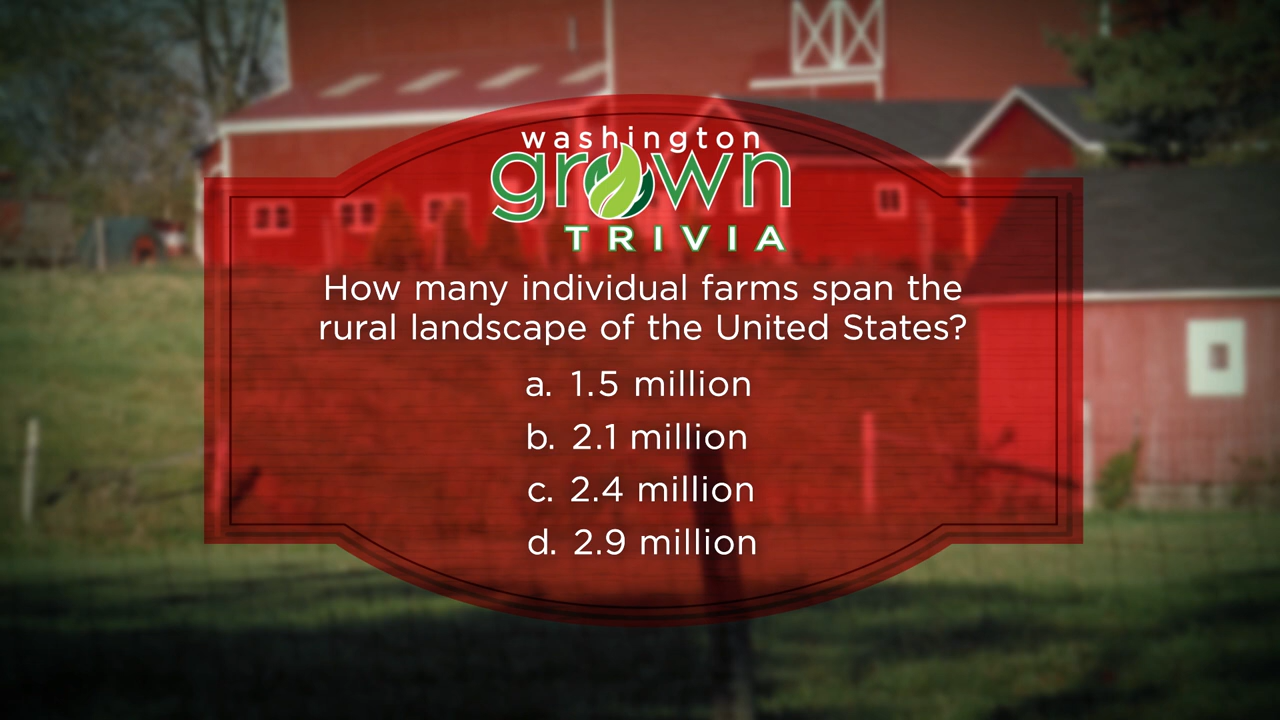 washington
grown
TRIVIA
How many individual farms span the
rural landscape of the United States?
a. 1.5 million
b. 2.1 million
c. 2.4 million
d. 2.9 million